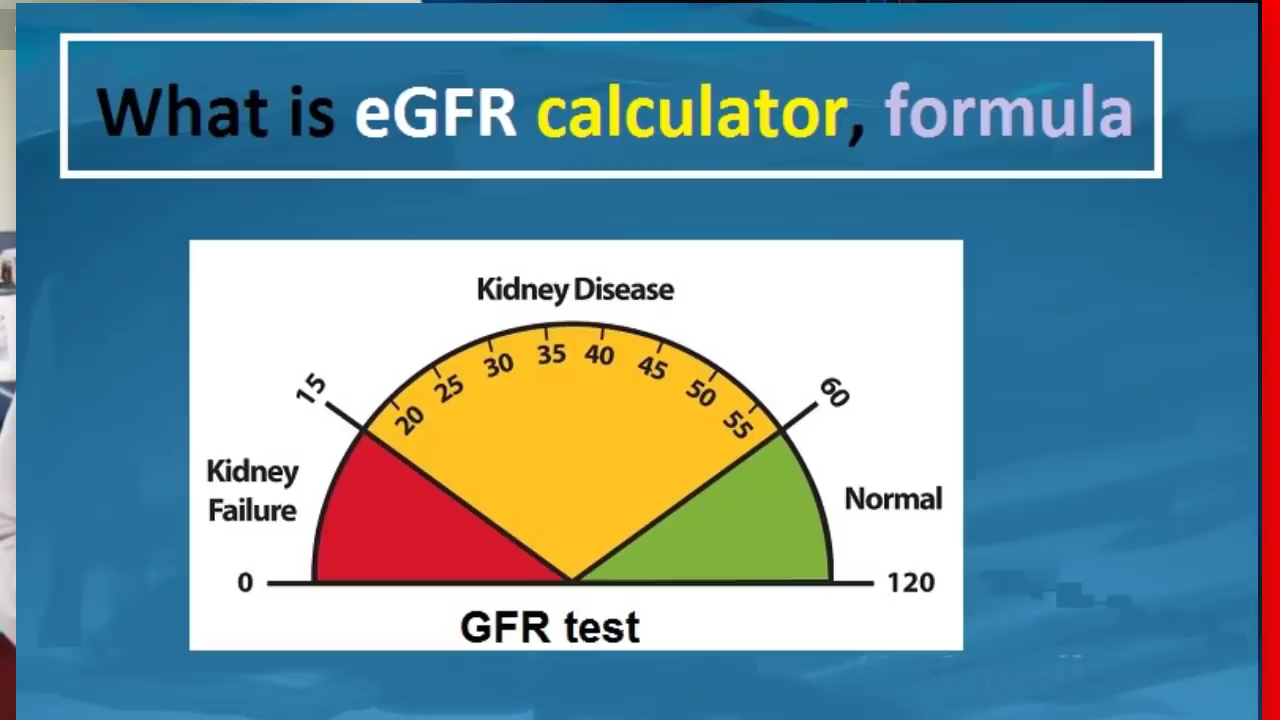 What is eGFR calculator, formula
Kidney Disease
15 20 25 30 35 40 45 50 55 60
Kidney
Failure
Normal
0
120
GFR test